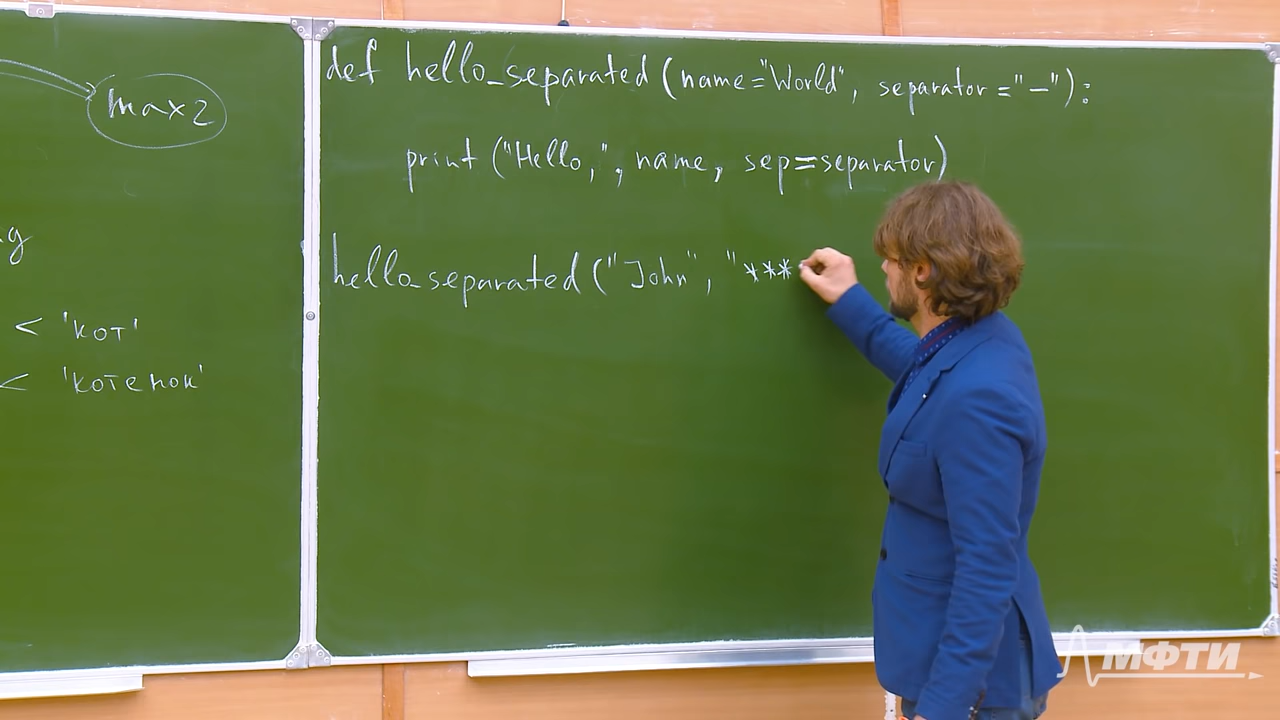 max2
g
< 'кот'
< 'котенок'
def hello_separated (name="World", separator="-"):
print ("Hello,", name, sep=separator)
hello_separated ("John", "***
МФТИ